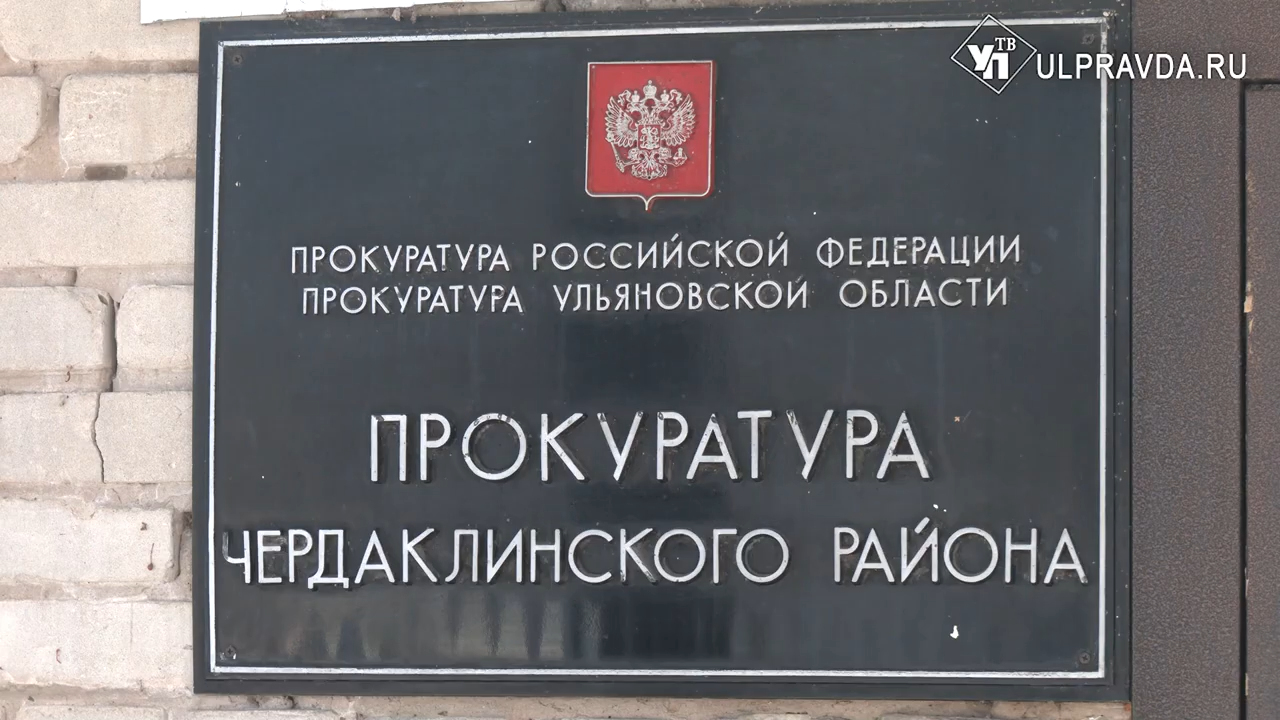 УП ТВ ULPRAVDA.RU
ПРОКУРАТУРА РОССИЙСКОЙ ФЕДЕРАЦИИ
ПРОКУРАТУРА УЛЬЯНОВСКОЙ ОБЛАСТИ
ПРОКУРАТУРА
ЧЕРДАКЛИНСКОГО РАЙОНА